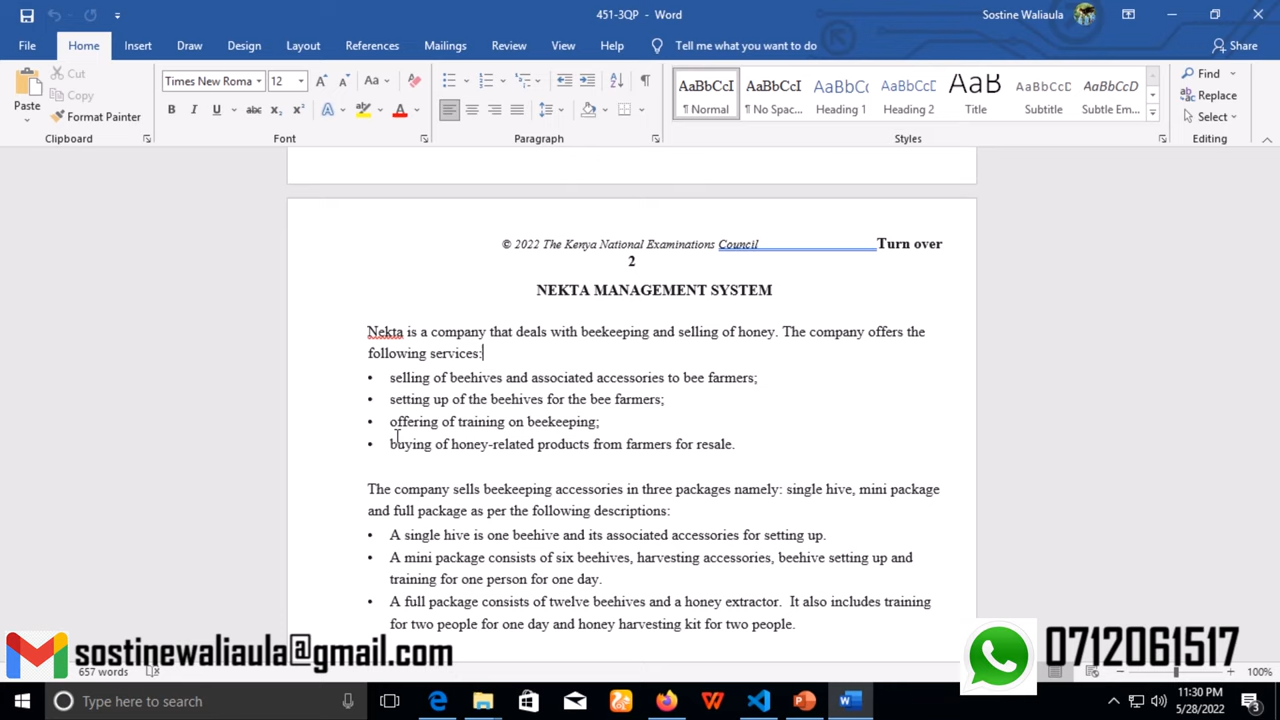 451-3QP - Word
Sostine Waliaula
File Home Insert Draw Design Layout References Mailings Review View Help Tell me what you want to do Share
Paste
Cut
Copy
Format Painter
Clipboard
Times New Roma 12
Font
Paragraph
AaBbCcI AaBbCcI AaBbCc AaBbCcI AaB AaBbCcI AaBbCcI
¶ Normal ¶ No Spac... Heading 1 Heading 2 Title Subtitle Subtle Em...
Styles
Find
Replace
Select
Editing
© 2022 The Kenya National Examinations Council Turn over
2
NEKTA MANAGEMENT SYSTEM
Nekta is a company that deals with beekeeping and selling of honey. The company offers the
following services:
• selling of beehives and associated accessories to bee farmers;
• setting up of the beehives for the bee farmers;
• offering of training on beekeeping;
• buying of honey-related products from farmers for resale.
The company sells beekeeping accessories in three packages namely: single hive, mini package
and full package as per the following descriptions:
• A single hive is one beehive and its associated accessories for setting up.
• A mini package consists of six beehives, harvesting accessories, beehive setting up and
training for one person for one day.
• A full package consists of twelve beehives and a honey extractor. It also includes training
for two people for one day and honey harvesting kit for two people.
sostinewaliaula@gmail.com
0712061517
657 words
100%
Type here to search
11:30 PM
5/28/2022
3